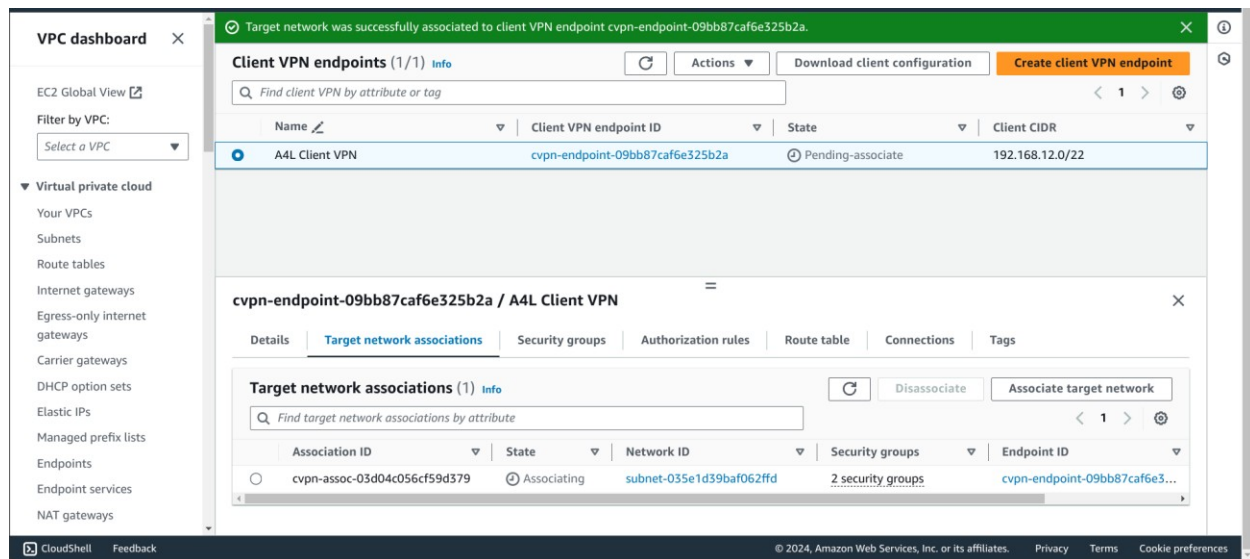 VPC dashboard
EC2 Global View
Filter by VPC:
Select a VPC
Virtual private cloud
Your VPCs
Subnets
Route tables
Internet gateways
Egress-only internet
gateways
Carrier gateways
DHCP option sets
Elastic IPs
Managed prefix lists
Endpoints
Endpoint services
NAT gateways
Target network was successfully associated to client VPN endpoint cvpn-endpoint-09bb87caf6e325b2a.
Client VPN endpoints (1/1) Info Actions Download client configuration Create client VPN endpoint
Find client VPN by attribute or tag 1
Name Client VPN endpoint ID State Client CIDR
A4L Client VPN cvpn-endpoint-09bb87caf6e325b2a Pending-associate 192.168.12.0/22
cvpn-endpoint-09bb87caf6e325b2a / A4L Client VPN
Details Target network associations Security groups Authorization rules Route table Connections Tags
Target network associations (1) Info Disassociate Associate target network
Find target network associations by attribute 1
Association ID State Network ID Security groups Endpoint ID
cvpn-assoc-03d04c056cf59d379 Associating subnet-035e1d39baf062ffd 2 security groups cvpn-endpoint-09bb87caf6e3...
CloudShell Feedback © 2024, Amazon Web Services, Inc. or its affiliates. Privacy Terms Cookie preferences